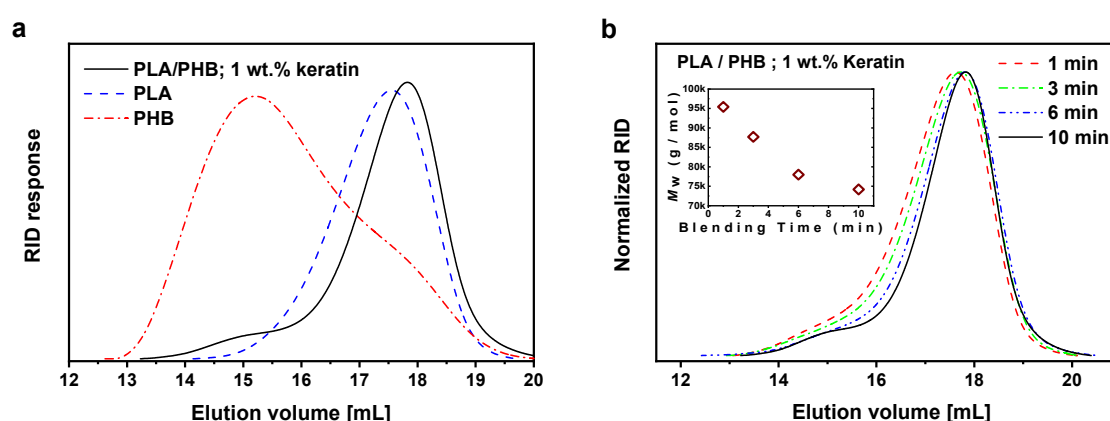 a
PLA/PHB; 1 wt.% keratin
PLA
PHB
RID response
12 13 14 15 16 17 18 19 20
Elution volume [mL]
b
PLA / PHB ; 1 wt.% Keratin
1 min
3 min
6 min
10 min
100k
95k
90k
85k
80k
75k
70k
Mw (g/mol)
0 2 4 6 8 10
Blending Time (min)
Normalized RID
12 14 16 18 20
Elution volume [mL]